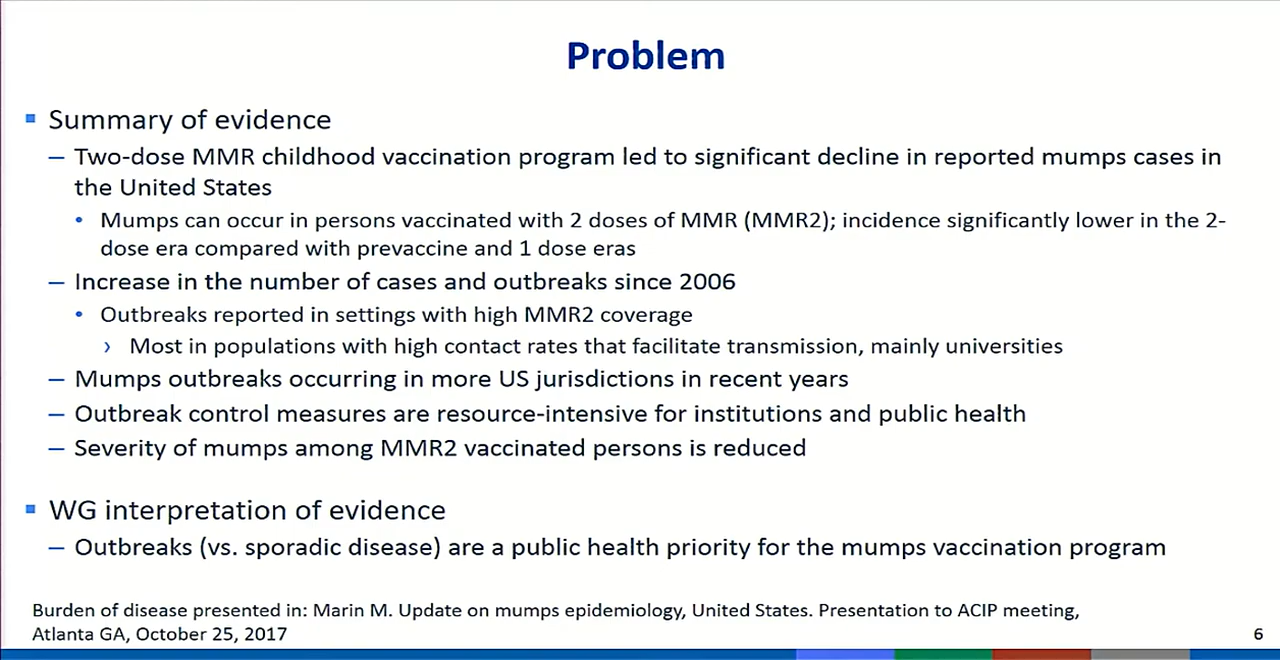 Problem
Summary of evidence
– Two-dose MMR childhood vaccination program led to significant decline in reported mumps cases in
the United States
• Mumps can occur in persons vaccinated with 2 doses of MMR (MMR2); incidence significantly lower in the 2-
dose era compared with prevaccine and 1 dose eras
– Increase in the number of cases and outbreaks since 2006
• Outbreaks reported in settings with high MMR2 coverage
› Most in populations with high contact rates that facilitate transmission, mainly universities
– Mumps outbreaks occurring in more US jurisdictions in recent years
– Outbreak control measures are resource-intensive for institutions and public health
– Severity of mumps among MMR2 vaccinated persons is reduced
WG interpretation of evidence
– Outbreaks (vs. sporadic disease) are a public health priority for the mumps vaccination program
Burden of disease presented in: Marin M. Update on mumps epidemiology, United States. Presentation to ACIP meeting,
Atlanta GA, October 25, 2017
6